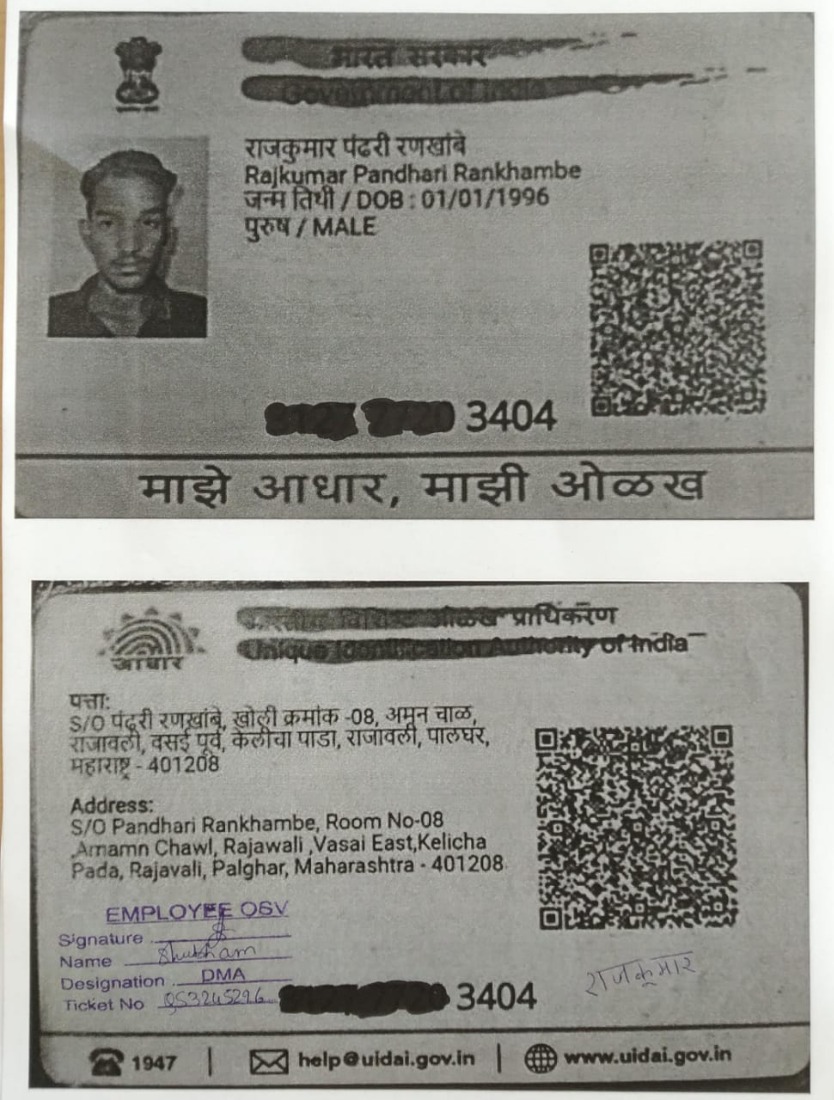 भारत सरकार
Government of India
राजकुमार पंढरी रणखांबे
Rajkumar Pandhari Rankhambe
जन्म तिथी / DOB : 01/01/1996
पुरुष / MALE
3404
माझे आधार, माझी ओळख
भारतीय विशिष्ट ओळख प्राधिकरण
Unique Identification Authority of India
आधार
पत्ता:
S/O पंढरी रणखांबे, खोली क्रमांक -08, अमन चाळ,
राजावली, वसई पूर्व, केलीचा पाडा, राजावली, पालघर,
महाराष्ट्र - 401208
Address:
S/O Pandhari Rankhambe, Room No-08
,Amamn Chawl, Rajawali ,Vasai East,Kelicha
Pada, Rajavali, Palghar, Maharashtra - 401208
EMPLOYEE OSV
Signature
Name Shubham
Designation DMA
Ticket No
3404
राजकुमार
1947 | help@uidai.gov.in | www.uidai.gov.in